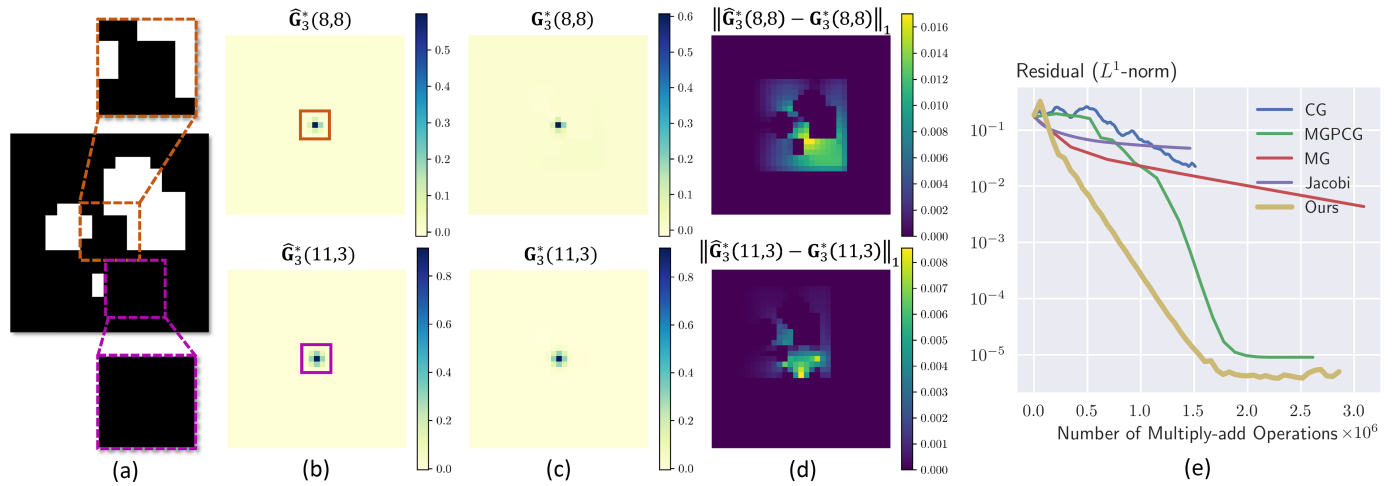 Ĝ*₃(8,8)
G*₃(8,8)
‖Ĝ*₃(8,8) − G*₃(8,8)‖₁
0.5
0.4
0.3
0.2
0.1
0.0
0.6
0.5
0.4
0.3
0.2
0.1
0.0
0.016
0.014
0.012
0.010
0.008
0.006
0.004
0.002
0.000
Ĝ*₃(11,3)
G*₃(11,3)
‖Ĝ*₃(11,3) − G*₃(11,3)‖₁
0.8
0.6
0.4
0.2
0.0
0.8
0.6
0.4
0.2
0.0
0.008
0.007
0.006
0.005
0.004
0.003
0.002
0.001
0.000
(a)
(b)
(c)
(d)
Residual (L¹-norm)
CG
MGPCG
MG
Jacobi
Ours
10⁻¹
10⁻²
10⁻³
10⁻⁴
10⁻⁵
0.0 0.5 1.0 1.5 2.0 2.5 3.0
Number of Multiply-add Operations ×10⁶
(e)